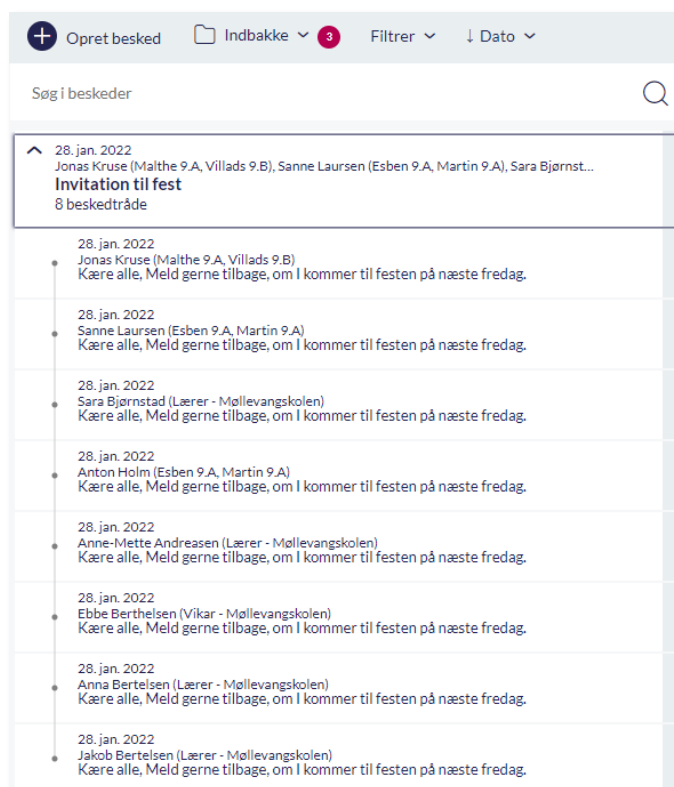 Opret besked Indbakke 3 Filtrer ↓ Dato
Søg i beskeder
28. jan. 2022
Jonas Kruse (Malthe 9.A, Villads 9.B), Sanne Laursen (Esben 9.A, Martin 9.A), Sara Bjørnst...
Invitation til fest
8 beskedtråde
28. jan. 2022
Jonas Kruse (Malthe 9.A, Villads 9.B)
Kære alle, Meld gerne tilbage, om I kommer til festen på næste fredag.
28. jan. 2022
Sanne Laursen (Esben 9.A, Martin 9.A)
Kære alle, Meld gerne tilbage, om I kommer til festen på næste fredag.
28. jan. 2022
Sara Bjørnstad (Lærer - Møllevangskolen)
Kære alle, Meld gerne tilbage, om I kommer til festen på næste fredag.
28. jan. 2022
Anton Holm (Esben 9.A, Martin 9.A)
Kære alle, Meld gerne tilbage, om I kommer til festen på næste fredag.
28. jan. 2022
Anne-Mette Andreasen (Lærer - Møllevangskolen)
Kære alle, Meld gerne tilbage, om I kommer til festen på næste fredag.
28. jan. 2022
Ebbe Berthelsen (Vikar - Møllevangskolen)
Kære alle, Meld gerne tilbage, om I kommer til festen på næste fredag.
28. jan. 2022
Anna Bertelsen (Lærer - Møllevangskolen)
Kære alle, Meld gerne tilbage, om I kommer til festen på næste fredag.
28. jan. 2022
Jakob Bertelsen (Lærer - Møllevangskolen)
Kære alle, Meld gerne tilbage, om I kommer til festen på næste fredag.